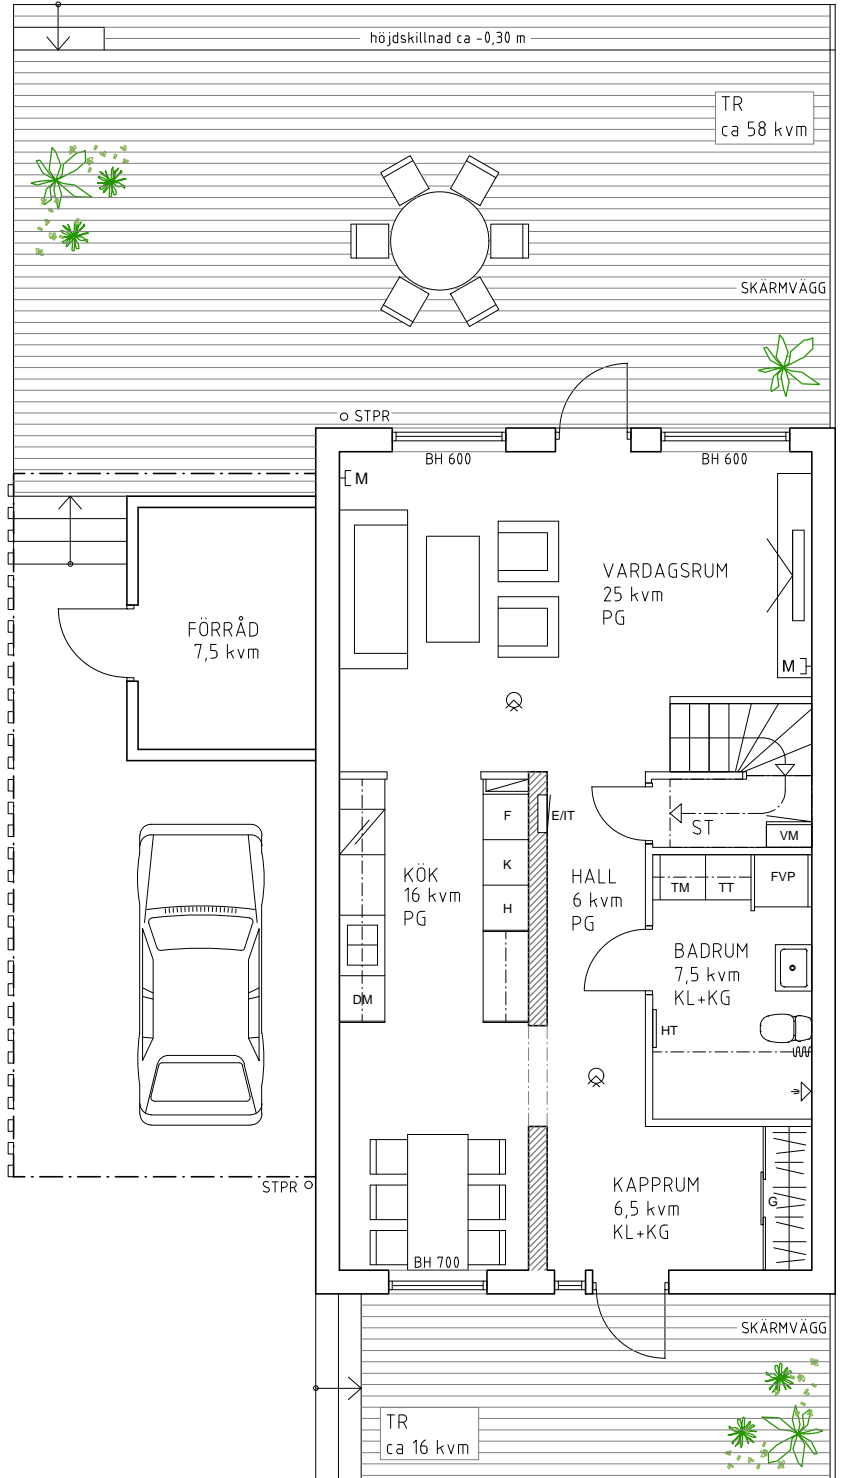 höjdskillnad ca -0,30 m
TR
ca 58 kvm
SKÄRMVÄGG
STPR
BH 600
BH 600
M
VARDAGSRUM
25 kvm
PG
FÖRRÅD
7,5 kvm
M
F
E/IT
ST
VM
K
KÖK
16 kvm
PG
HALL
6 kvm
PG
TM
TT
FVP
H
BADRUM
7,5 kvm
KL+KG
DM
HT
STPR
KAPPRUM
6,5 kvm
KL+KG
G
BH 700
SKÄRMVÄGG
TR
ca 16 kvm